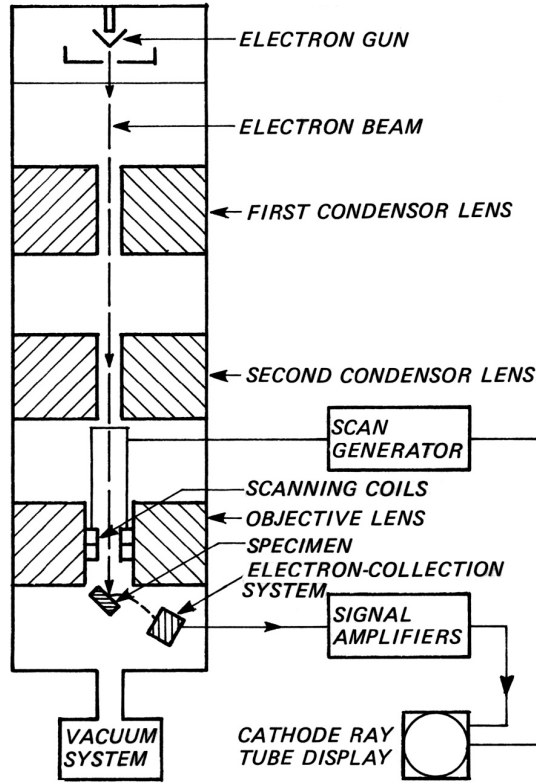 ELECTRON GUN
ELECTRON BEAM
FIRST CONDENSOR LENS
SECOND CONDENSOR LENS
SCAN
GENERATOR
SCANNING COILS
OBJECTIVE LENS
SPECIMEN
ELECTRON-COLLECTION
SYSTEM
SIGNAL
AMPLIFIERS
VACUUM
SYSTEM
CATHODE RAY
TUBE DISPLAY